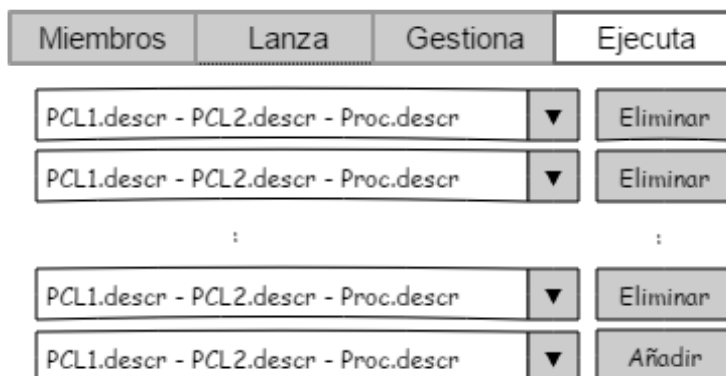 Miembros Lanza Gestiona Ejecuta
PCL1.descr - PCL2.descr - Proc.descr ▼ Eliminar
PCL1.descr - PCL2.descr - Proc.descr ▼ Eliminar
: :
PCL1.descr - PCL2.descr - Proc.descr ▼ Eliminar
PCL1.descr - PCL2.descr - Proc.descr ▼ Añadir